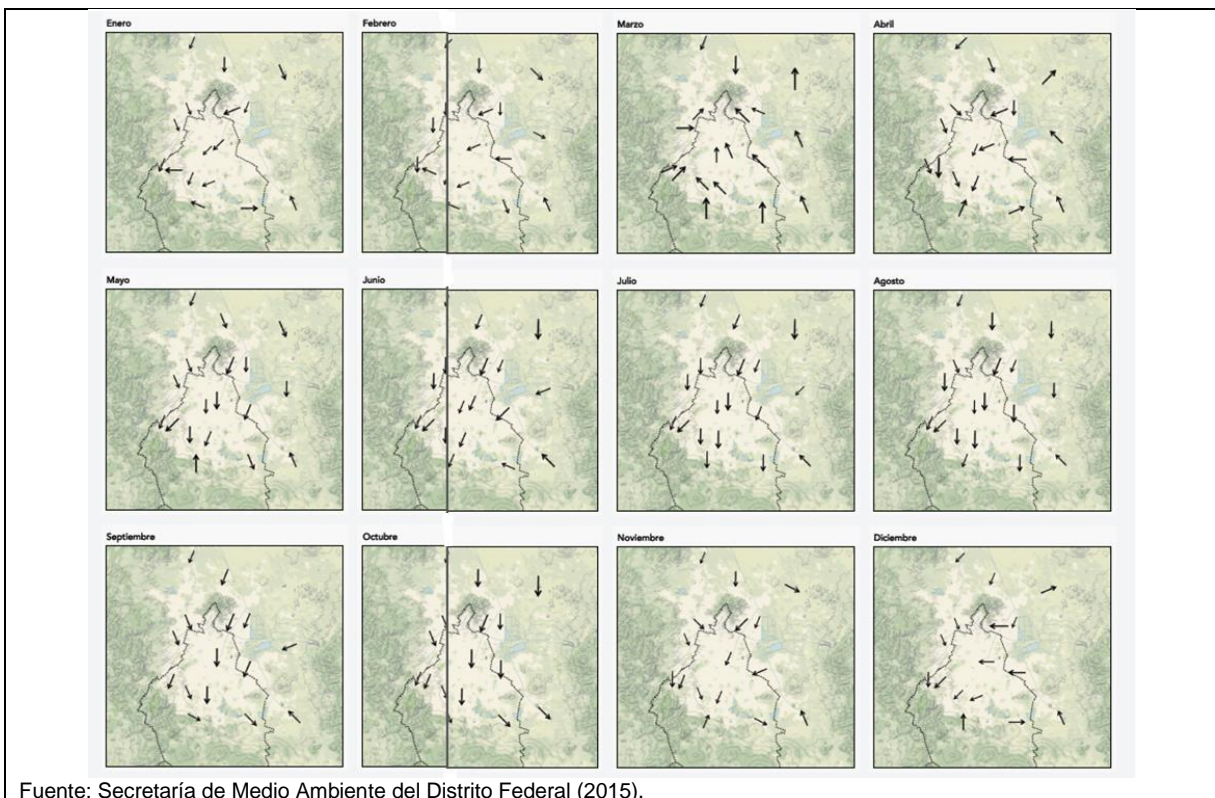 Enero
Febrero
Marzo
Abril
Mayo
Junio
Julio
Agosto
Septiembre
Octubre
Noviembre
Diciembre
Fuente: Secretaría de Medio Ambiente del Distrito Federal (2015).